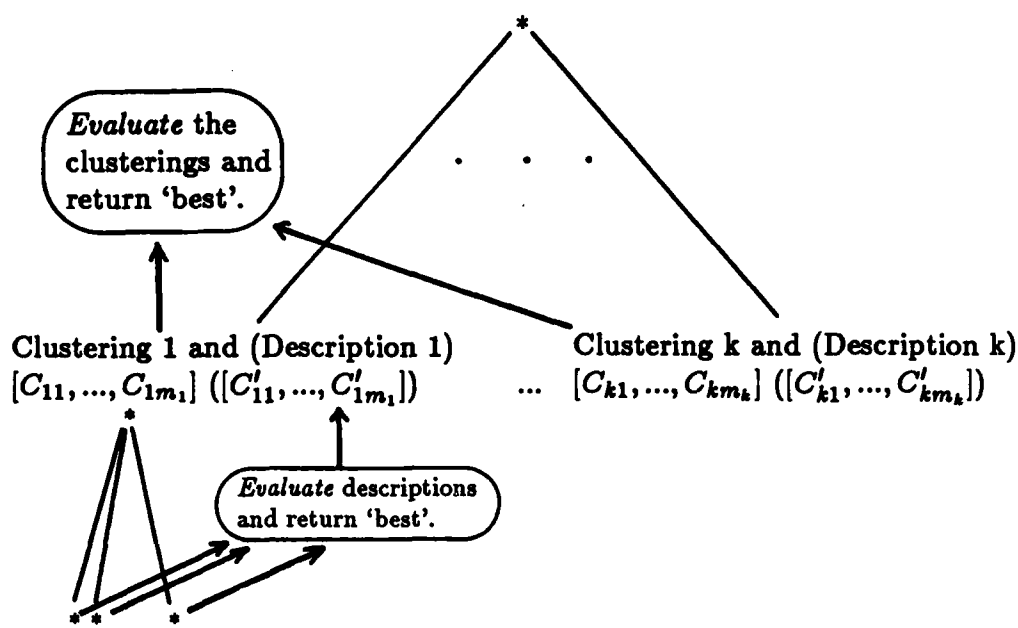 *
Evaluate the
clusterings and
return ‘best’.
. . .
Clustering 1 and (Description 1)
[C₁₁, ..., C₁ₘ₁] ([C′₁₁, ..., C′₁ₘ₁])
*
...
Clustering k and (Description k)
[Cₖ₁, ..., Cₖₘₖ] ([C′ₖ₁, ..., C′ₖₘₖ])
Evaluate descriptions
and return ‘best’.
* * *